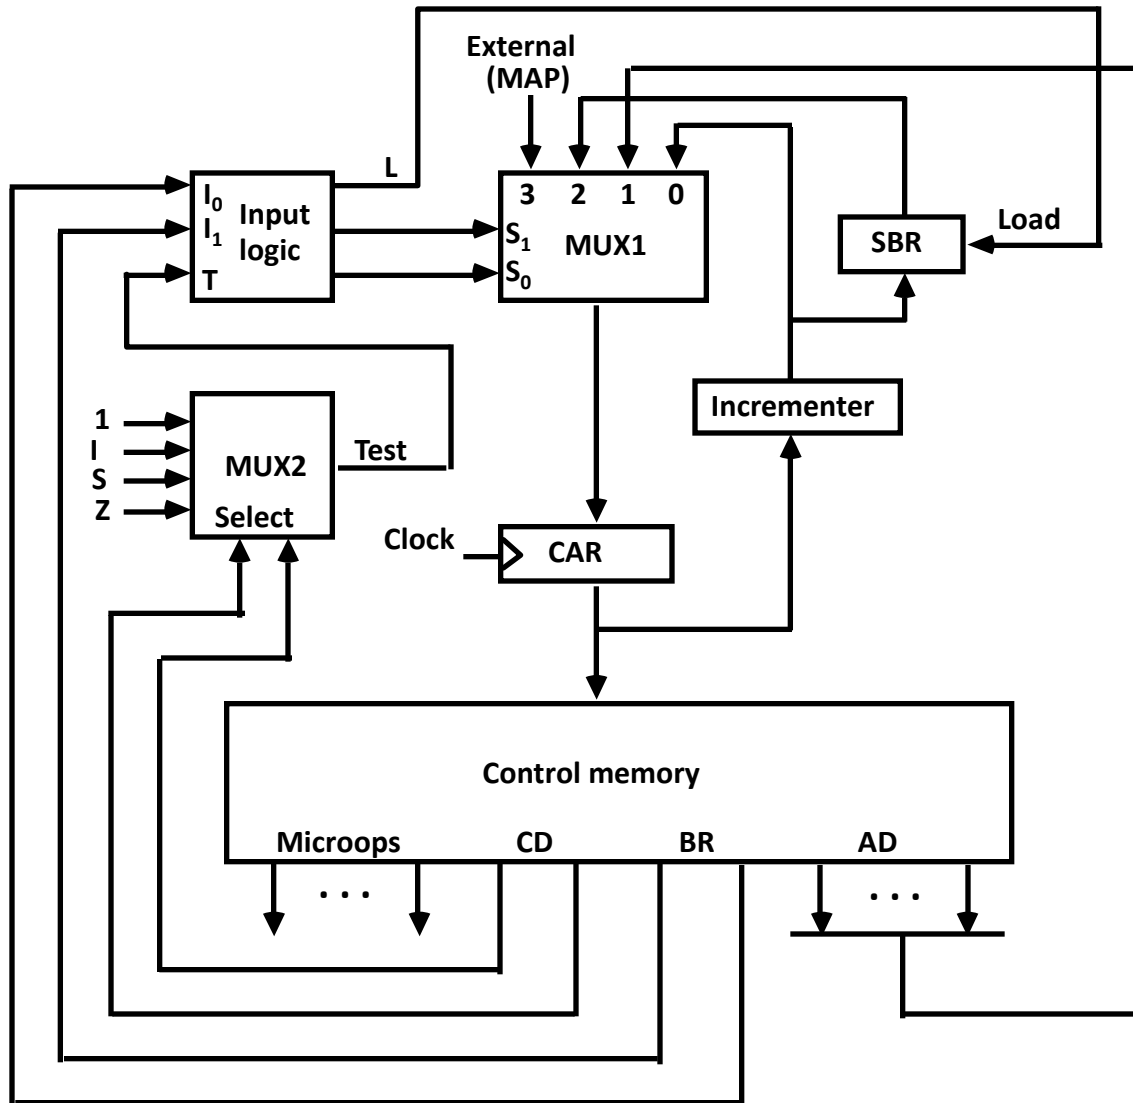 External
(MAP)
L
I0
I1
T
Input
logic
3 2 1 0
S1
S0
MUX1
SBR
Load
1
I
S
Z
MUX2
Select
Test
Incrementer
Clock
CAR
Control memory
Microops CD BR AD
. . . . . .